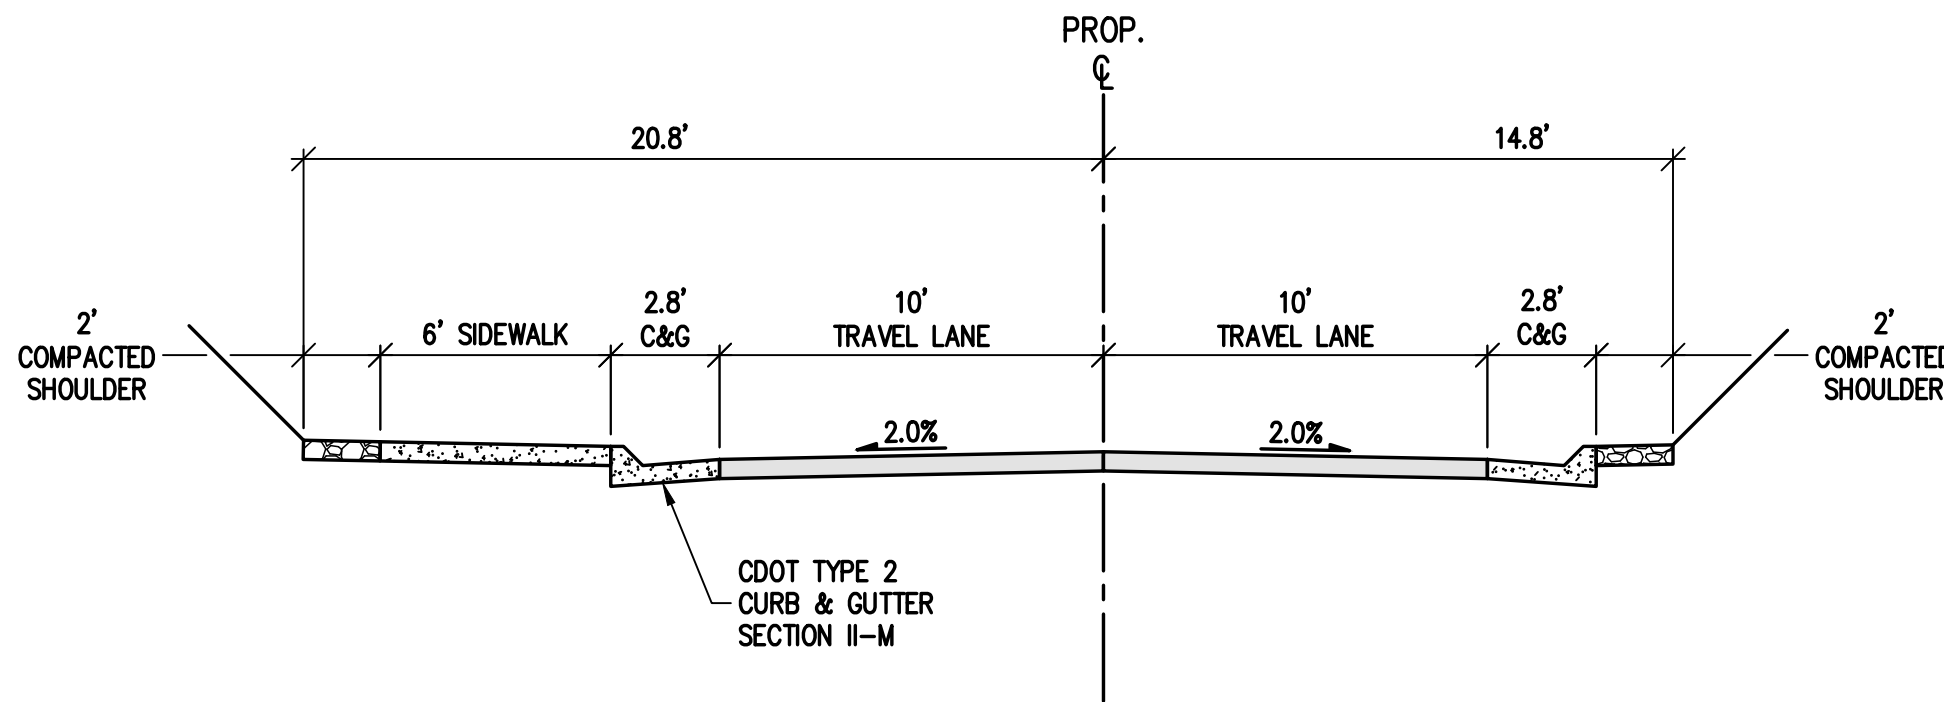 PROP.
℄
20.8'
14.8'
2'
COMPACTED
SHOULDER
6' SIDEWALK
2.8'
C&G
10'
TRAVEL LANE
10'
TRAVEL LANE
2.8'
C&G
2'
COMPACTED
SHOULDER
2.0%
2.0%
CDOT TYPE 2
CURB & GUTTER
SECTION II-M